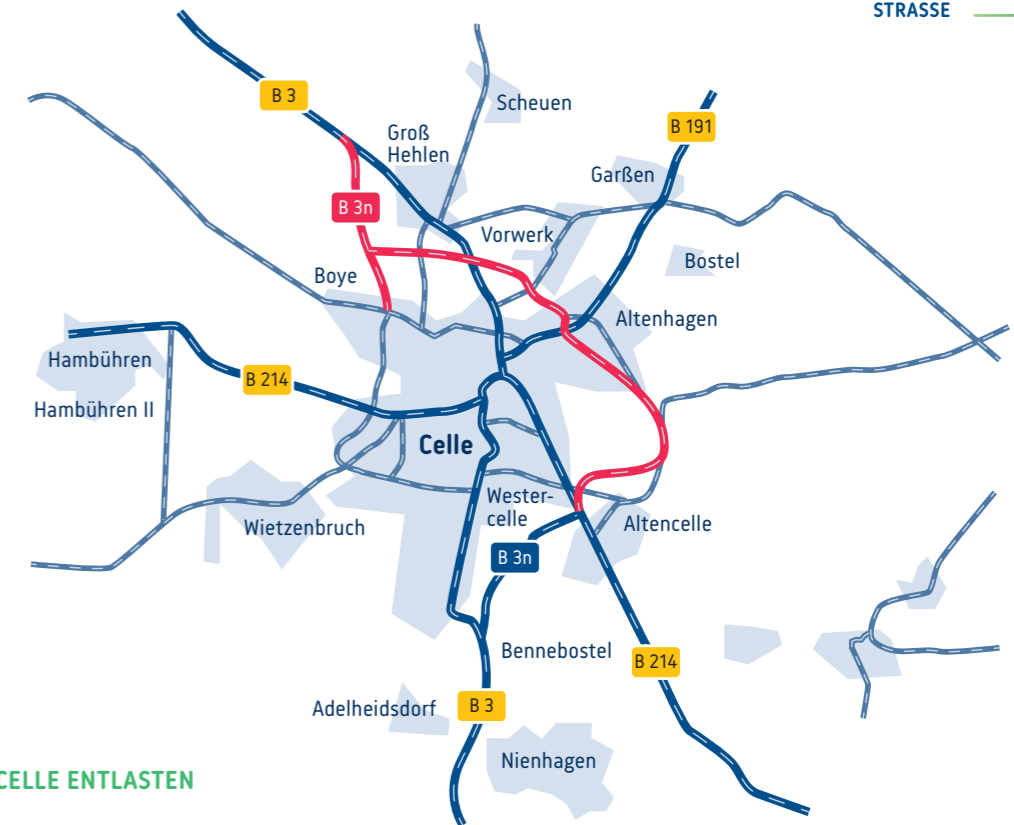 STRASSE
B 3
Scheuen
B 191
Groß
Hehlen
Garßen
B 3n
Vorwerk
Bostel
Boye
Altenhagen
Hambühren
B 214
Hambühren II
Celle
Wester-
celle
Altencelle
Wietzenbruch
B 3n
Bennebostel
B 214
Adelheidsdorf
B 3
Nienhagen
CELLE ENTLASTEN